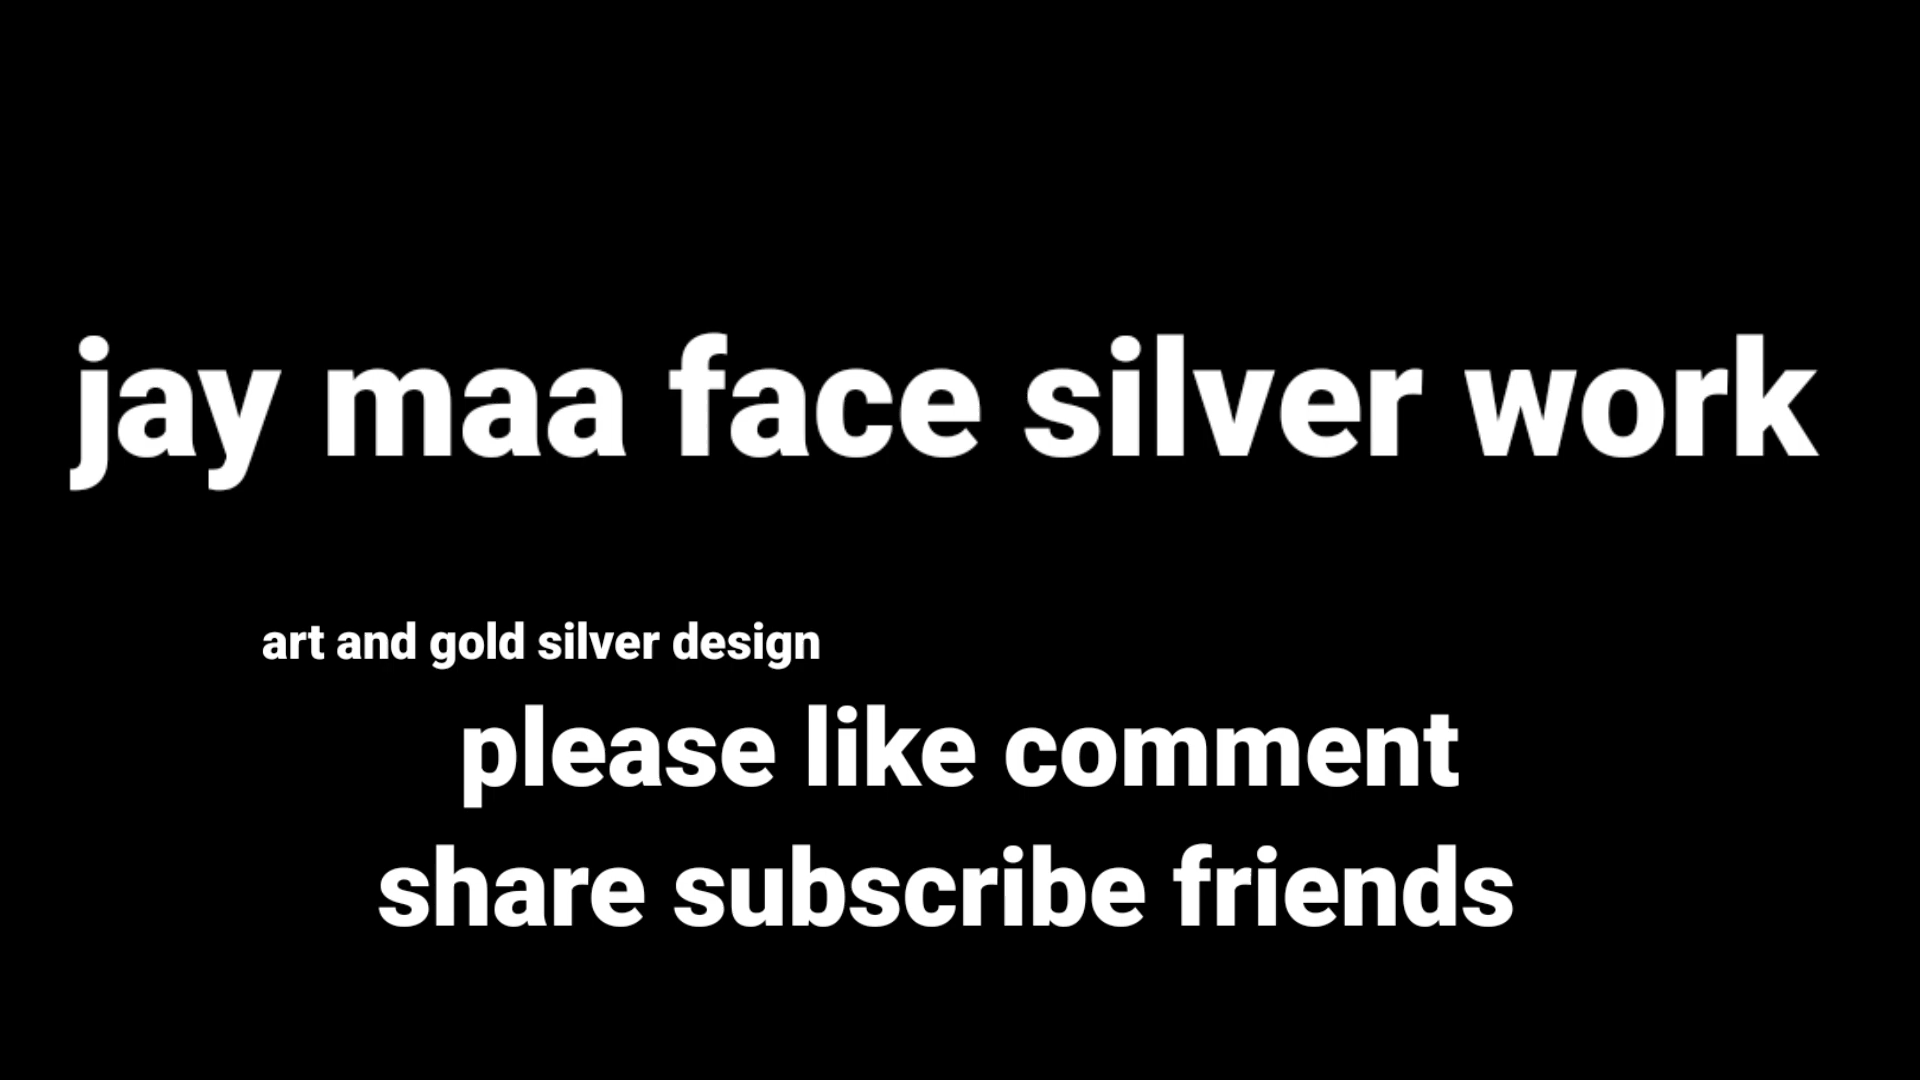 jay maa face silver work
art and gold silver design
please like comment
share subscribe friends